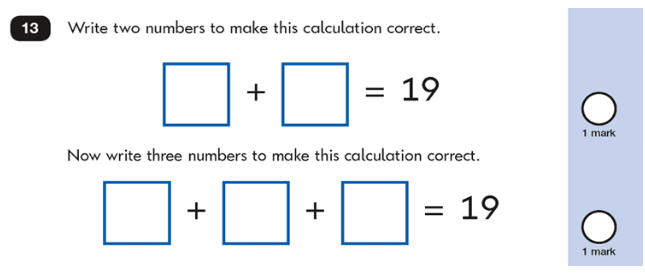 13 Write two numbers to make this calculation correct.
+ = 19
1 mark
Now write three numbers to make this calculation correct.
+ + = 19
1 mark